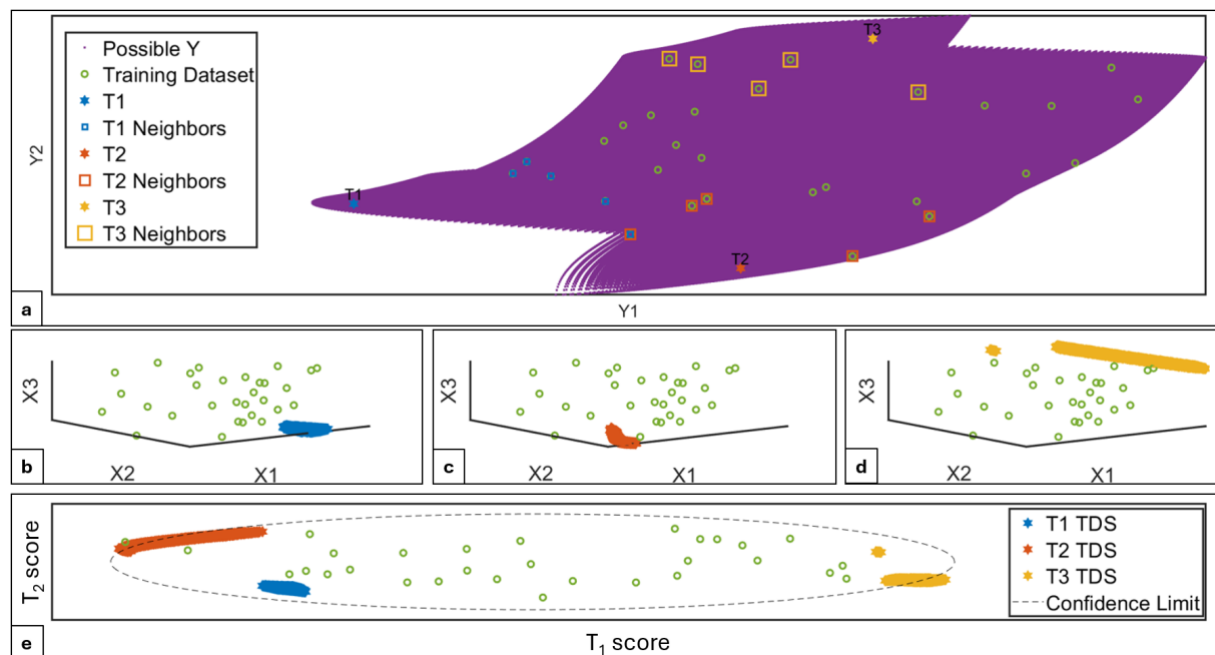 Possible Y
Training Dataset
T1
T1 Neighbors
T2
T2 Neighbors
T3
T3 Neighbors
T3
T1
T2
Y2
Y1
a
X3
X2
X1
b
X3
X2
X1
c
X3
X2
X1
d
T2 score
T1 TDS
T2 TDS
T3 TDS
Confidence Limit
e
T1 score